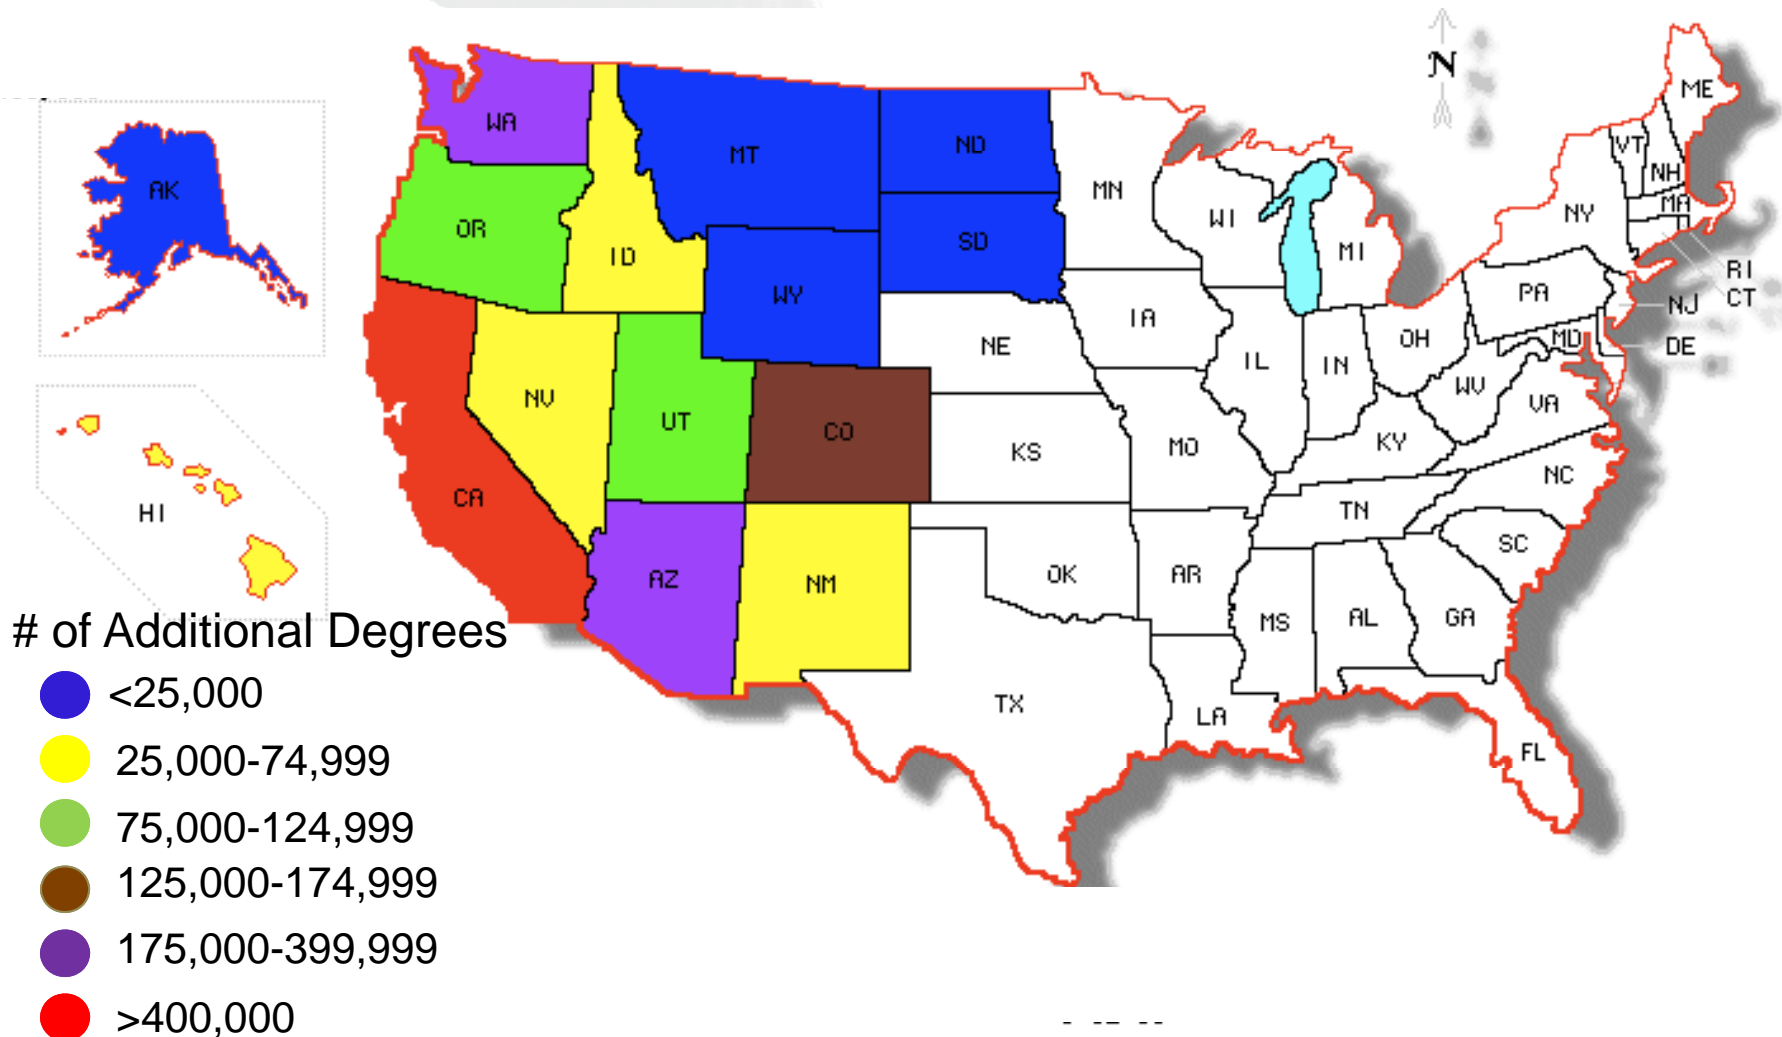 N
ME
WA
VT
MT
ND
NH
AK
MN
MA
OR
WI
NY
SD
MI
ID
RI
WY
PA
CT
NJ
IA
MD
OH
DE
NE
IL
IN
WV
NV
VA
UT
CO
KY
KS
MO
NC
CA
HI
TN
SC
AZ
NM
OK
AR
MS
AL
GA
# of Additional Degrees
<25,000
TX
LA
FL
25,000-74,999
75,000-124,999
125,000-174,999
175,000-399,999
>400,000